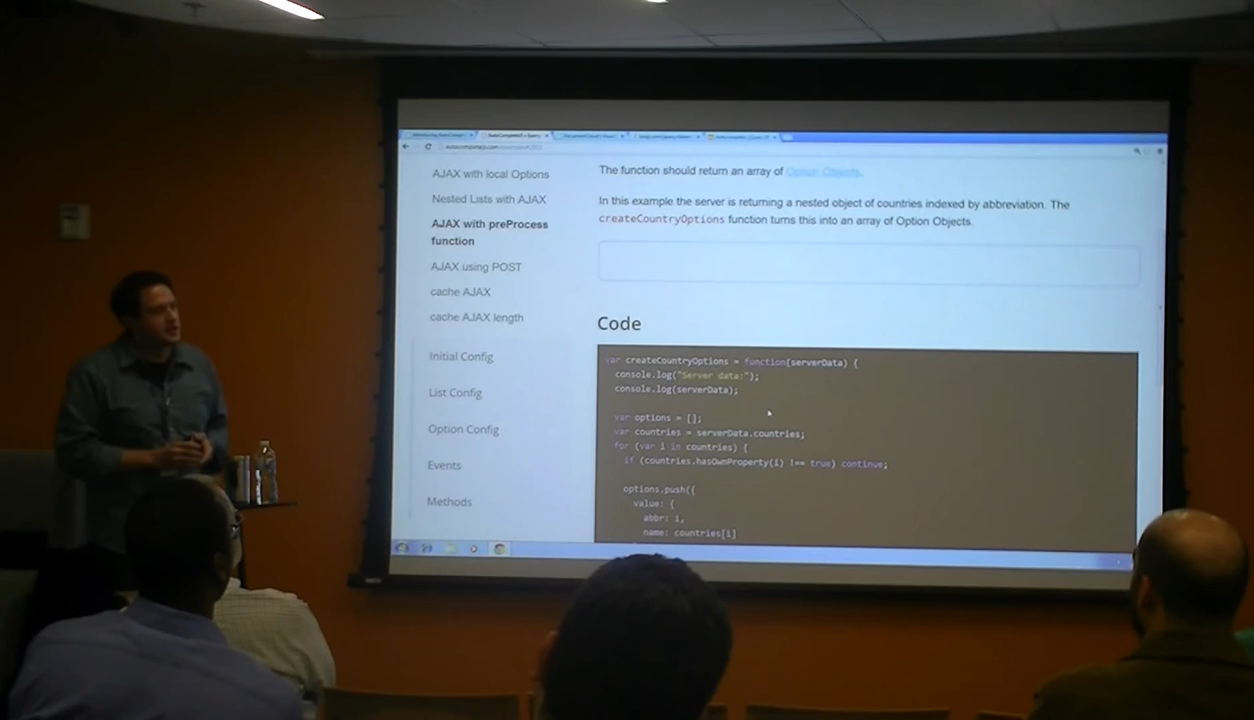 AJAX with local Options
Nested Lists with AJAX
AJAX with preProcess
function
AJAX using POST
cache AJAX
cache AJAX length
Initial Config
List Config
Option Config
Events
Methods
The function should return an array of Option Objects.
In this example the server is returning a nested object of countries indexed by abbreviation. The
createCountryOptions function turns this into an array of Option Objects.
Code
var createCountryOptions = function(serverData) {
console.log("Server data:");
console.log(serverData);
var options = [];
var countries = serverData.countries;
for (var i in countries) {
if (countries.hasOwnProperty(i) !== true) continue;
options.push({
value: {
abbr: i,
name: countries[i]